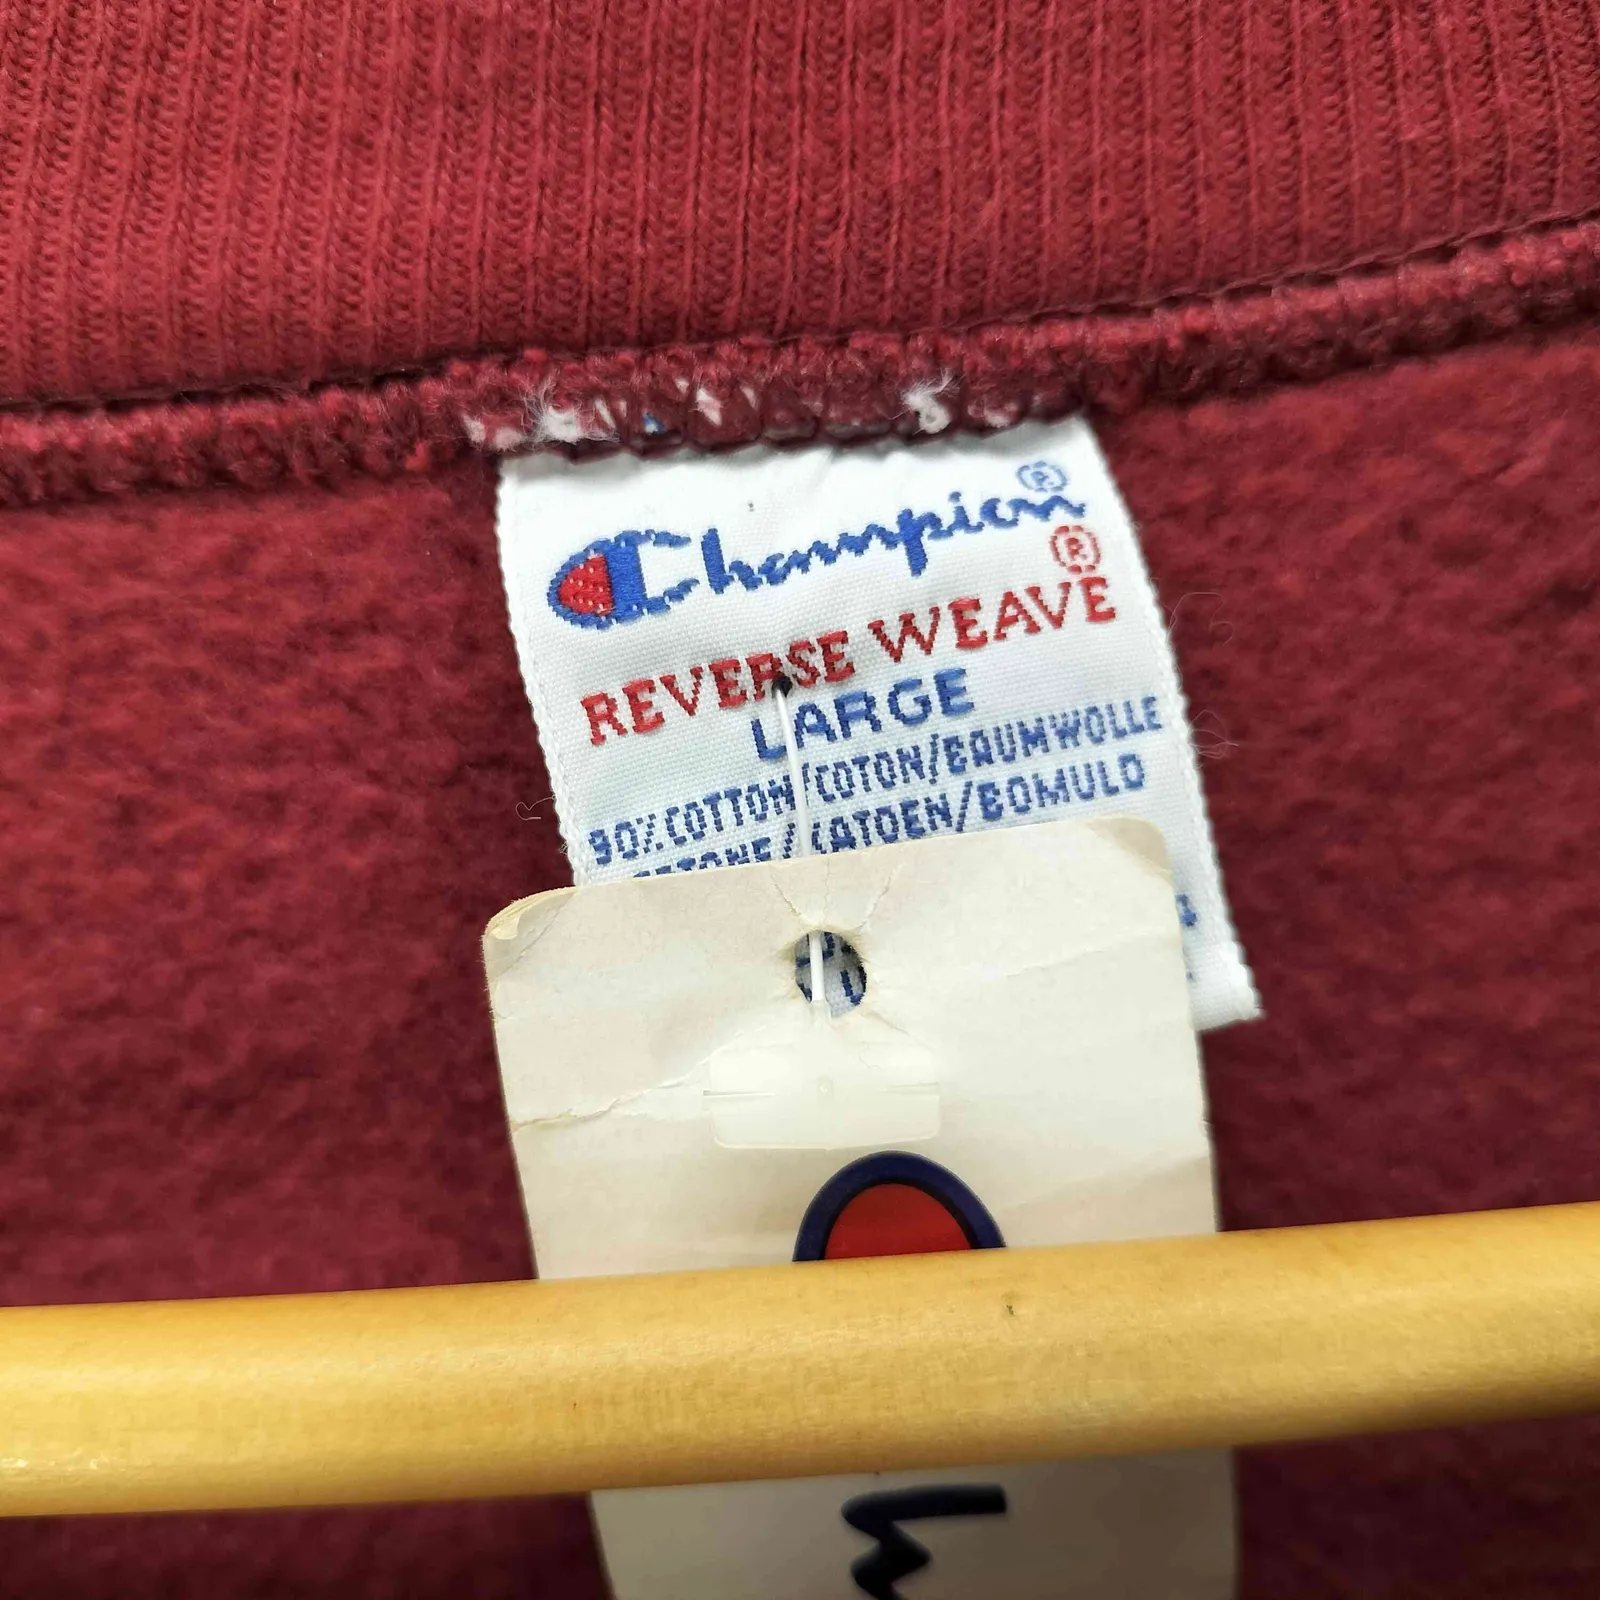 Champion®
REVERSE WEAVE®
LARGE
90% COTTON/COTON/BAUMWOLLE
/KATOEN/BOMULD